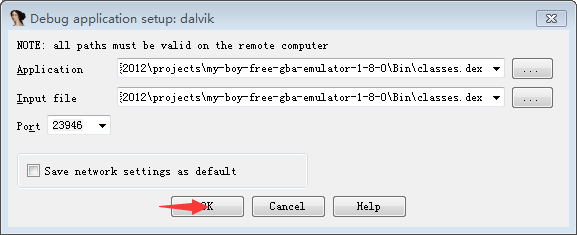 Debug application setup: dalvik
NOTE: all paths must be valid on the remote computer
Application 2012\projects\my-boy-free-gba-emulator-1-8-0\Bin\classes.dex ...
Input file 2012\projects\my-boy-free-gba-emulator-1-8-0\Bin\classes.dex ...
Port 23946
Save network settings as default
OK Cancel Help